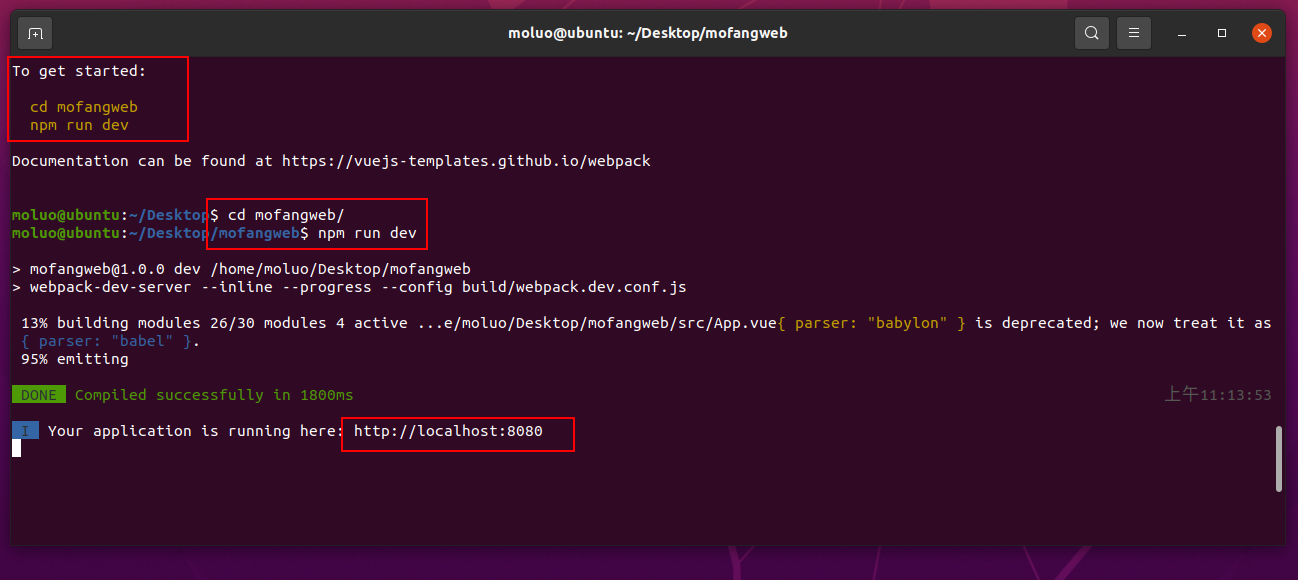 moluo@ubuntu: ~/Desktop/mofangweb
To get started:
cd mofangweb
npm run dev
Documentation can be found at https://vuejs-templates.github.io/webpack
moluo@ubuntu:~/Desktop$ cd mofangweb/
moluo@ubuntu:~/Desktop/mofangweb$ npm run dev
> mofangweb@1.0.0 dev /home/moluo/Desktop/mofangweb
> webpack-dev-server --inline --progress --config build/webpack.dev.conf.js
13% building modules 26/30 modules 4 active ...e/moluo/Desktop/mofangweb/src/App.vue{ parser: "babylon" } is deprecated; we now treat it as
{ parser: "babel" }.
95% emitting
DONE Compiled successfully in 1800ms 上午11:13:53
I Your application is running here: http://localhost:8080